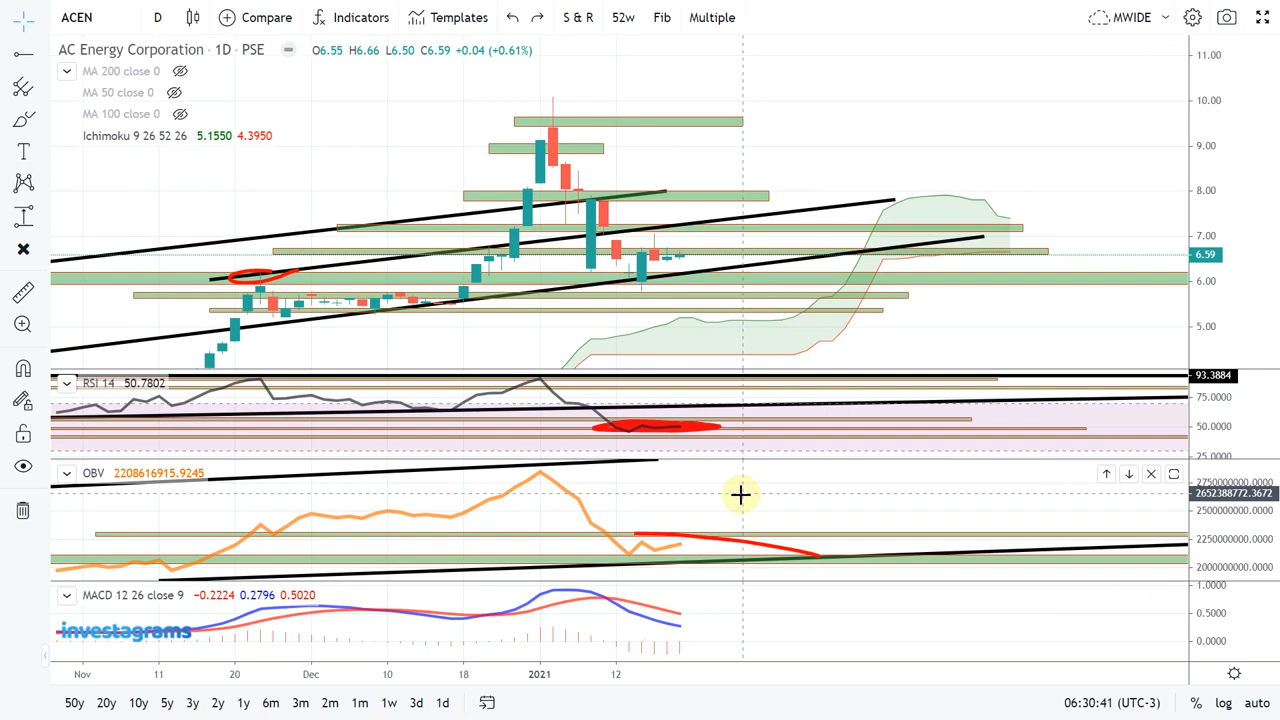 ACEN D Compare Indicators Templates S & R 52w Fib Multiple MWIDE
AC Energy Corporation · 1D · PSE O6.55 H6.66 L6.50 C6.59 +0.04 (+0.61%)
MA 200 close 0
MA 50 close 0
MA 100 close 0
Ichimoku 9 26 52 26 5.1550 4.3950
11.00
10.00
9.00
8.00
7.00
6.59
6.00
5.00
RSI 14 50.7802
93.3884
75.0000
50.0000
25.0000
OBV 2208616915.9245
2750000000.0000
2652388772.3672
2500000000.0000
2250000000.0000
2000000000.0000
MACD 12 26 close 9 −0.2224 0.2796 0.5020
1.0000
0.5000
0.0000
investagrams
Nov 11 20 Dec 10 18 2021 12
50y 20y 10y 5y 3y 2y 1y 6m 3m 2m 1m 1w 3d 1d 06:30:41 (UTC-3) % log auto